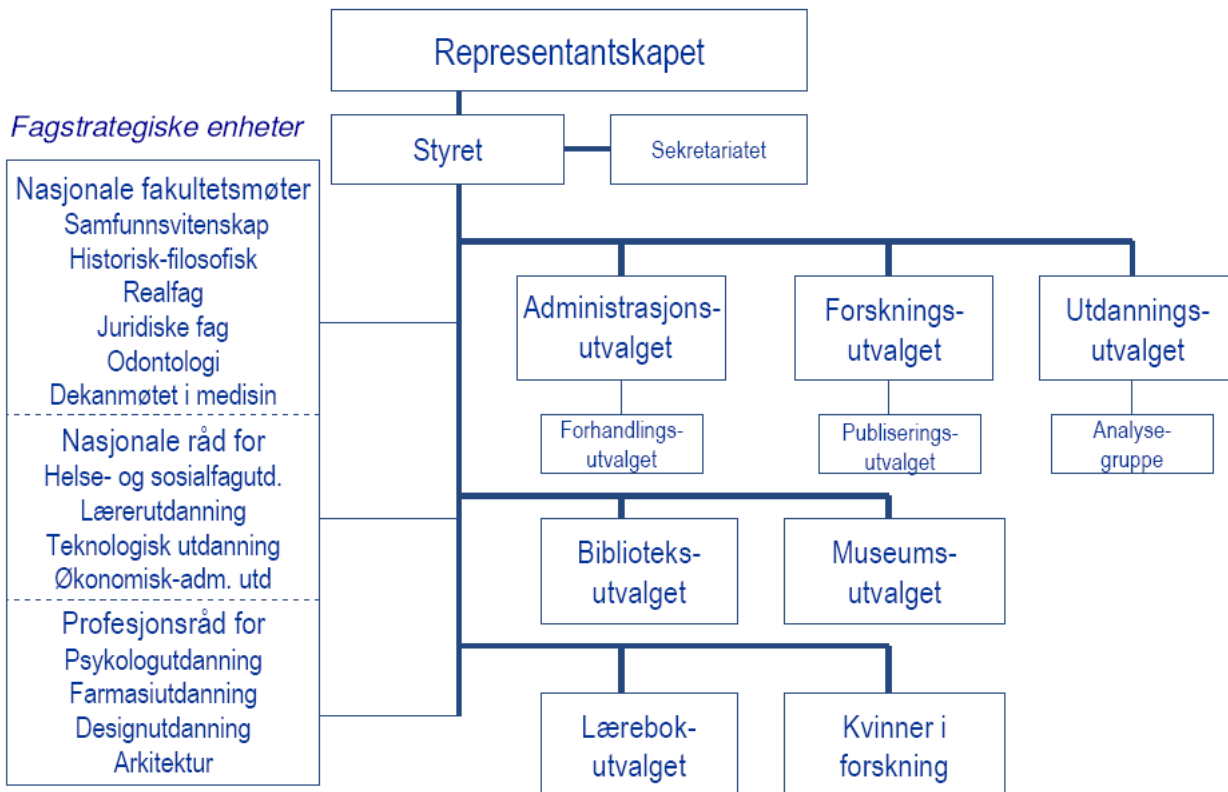 Representantskapet
Fagstrategiske enheter
Styret
Sekretariatet
Nasjonale fakultetsmøter
Samfunnsvitenskap
Historisk-filosofisk
Realfag
Juridiske fag
Odontologi
Dekanmøtet i medisin
Nasjonale råd for
Helse- og sosialfagutd.
Lærerutdanning
Teknologisk utdanning
Økonomisk-adm. utd
Profesjonsråd for
Psykologutdanning
Farmasiutdanning
Designutdanning
Arkitektur
Administrasjons-
utvalget
Forsknings-
utvalget
Utdannings-
utvalget
Forhandlings-
utvalget
Publiserings-
utvalget
Analyse-
gruppe
Biblioteks-
utvalget
Museums-
utvalget
Lærebok-
utvalget
Kvinner i
forskning